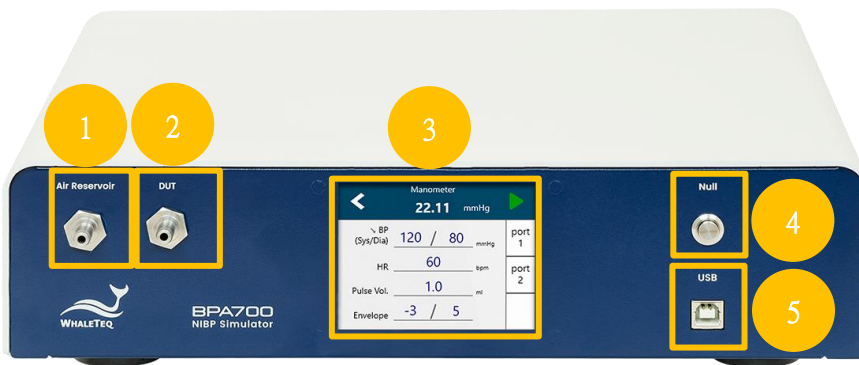 1
2
3
4
5
Air Reservoir
DUT
Manometer
22.11 mmHg
↘ BP
(Sys/Dia) 120 / 80 mmHg
HR 60 bpm
Pulse Vol. 1.0 ml
Envelope -3 / 5
port
1
port
2
Null
USB
WHALETEQ
BPA700
NIBP Simulator